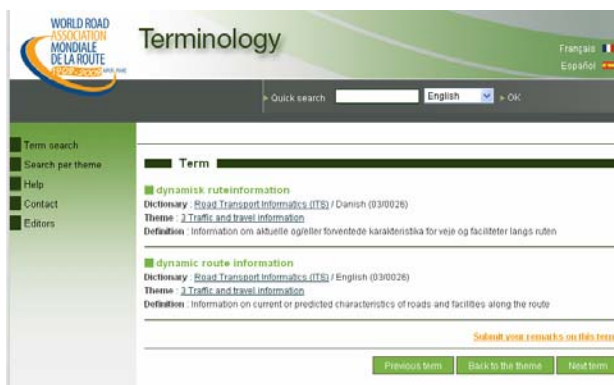 WORLD ROAD
ASSOCIATION
MONDIALE
DE LA ROUTE
1909-2009
Terminology
Français
Español
Quick search
English
OK
Term search
Search per theme
Help
Contact
Editors
Term
dynamisk ruteinformation
Dictionary : Road Transport Informatics (ITS) / Danish (03/0026)
Theme : 3 Traffic and travel information
Definition : Information om aktuelle og/eller forventede karakteristika for veje og faciliteter langs ruten
dynamic route information
Dictionary : Road Transport Informatics (ITS) / English (03/0026)
Theme : 3 Traffic and travel information
Definition : Information on current or predicted characteristics of roads and facilities along the route
Submit your remarks on this term
Previous term
Back to the theme
Next term